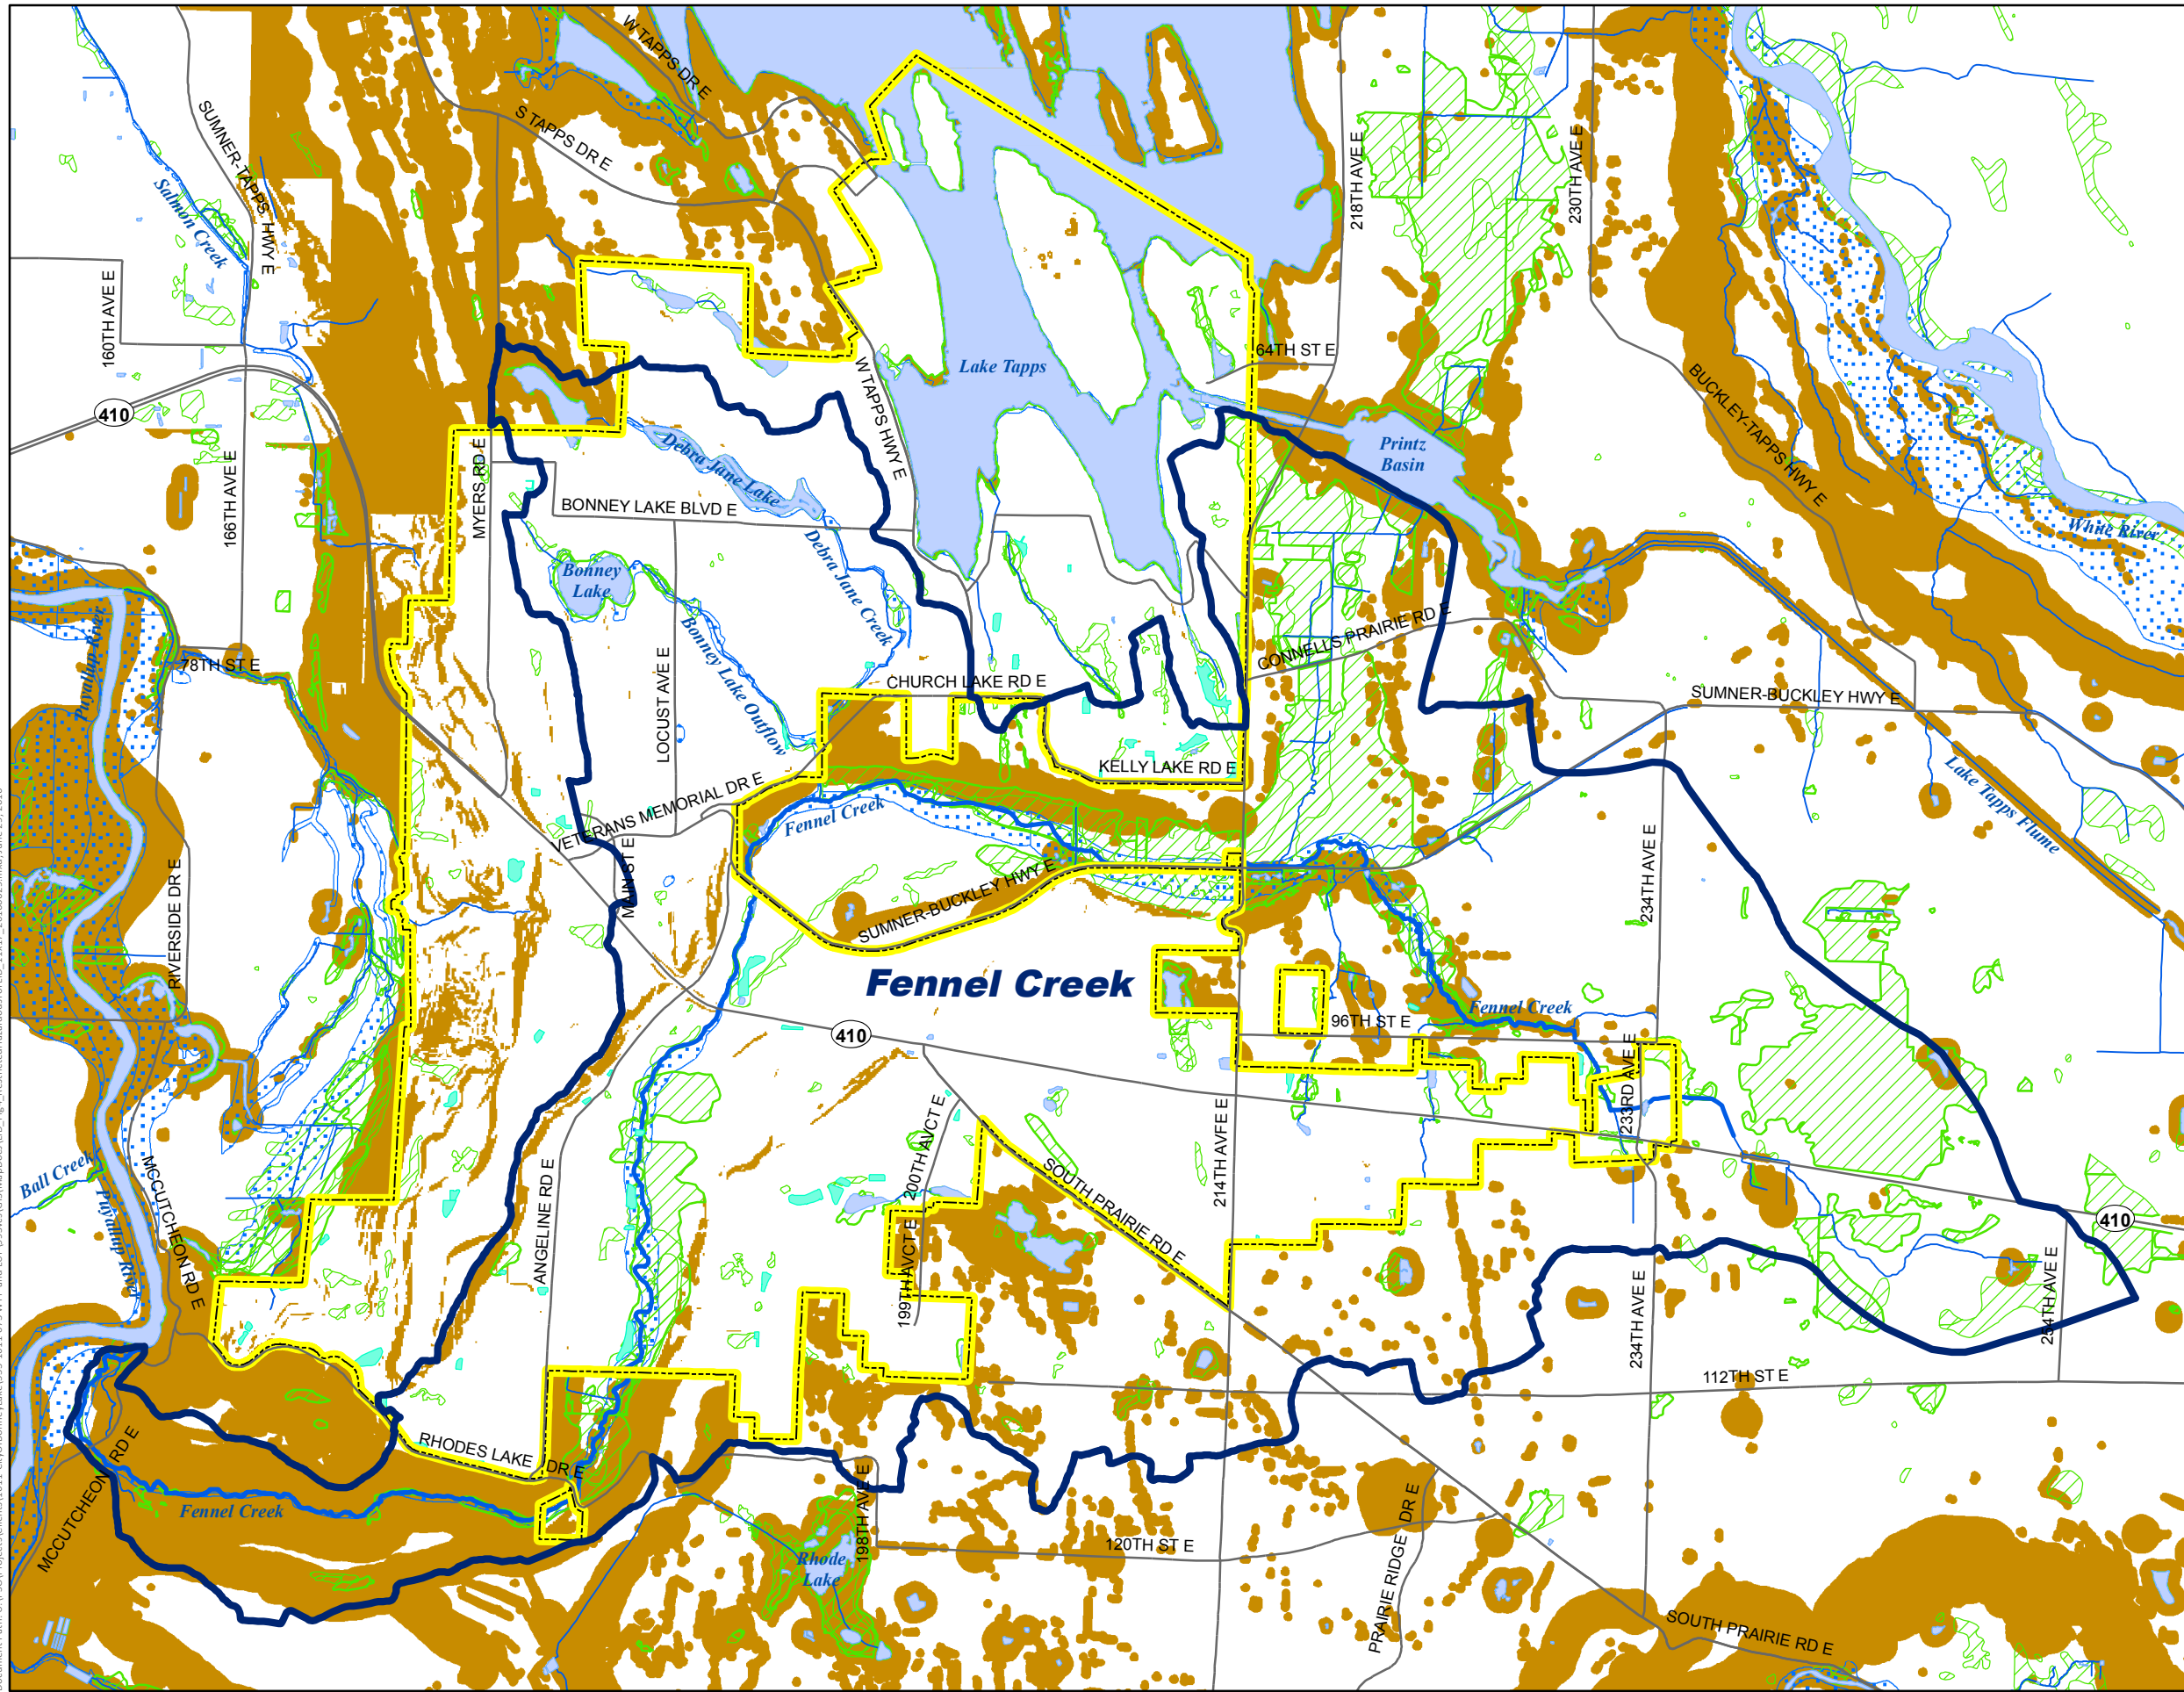 W TAPPS DR E
S TAPPS DR E
SUMNER-TAPPS HWY E
Salmon Creek
218TH AVE E
230TH AVE E
160TH AVE E
64TH ST E
Lake Tapps
410
W TAPPS HWY E
BUCKLEY-TAPPS HWY E
Printz
Basin
166TH AVE E
MYERS RD E
Debra Jane Lake
BONNEY LAKE BLVD E
White River
Debra Jane Creek
Bonney
Lake
Puyallup River
78TH ST E
Bonney Lake Outflow
LOCUST AVE E
CONNELLS PRAIRIE RD E
CHURCH LAKE RD E
SUMNER-BUCKLEY HWY E
KELLY LAKE RD E
VETERANS MEMORIAL DR E
Fennel Creek
Lake Tapps Flume
MAIN ST E
SUMNER-BUCKLEY HWY E
234TH AVE E
RIVERSIDE DR E
Fennel Creek
Fennel Creek
410
96TH ST E
233RD AVE E
Ball Creek
MCCUTCHEON RD E
Puyallup River
ANGELINE RD E
200TH AVCT E
199TH AVCT E
SOUTH PRAIRIE RD E
214TH AVFE E
410
254TH AVE E
234TH AVE E
112TH ST E
RHODES LAKE DR E
MCCUTCHEON RD E
Fennel Creek
198TH AVE E
120TH ST E
Rhode
Lake
PRAIRIE RIDGE DR E
SOUTH PRAIRIE RD E